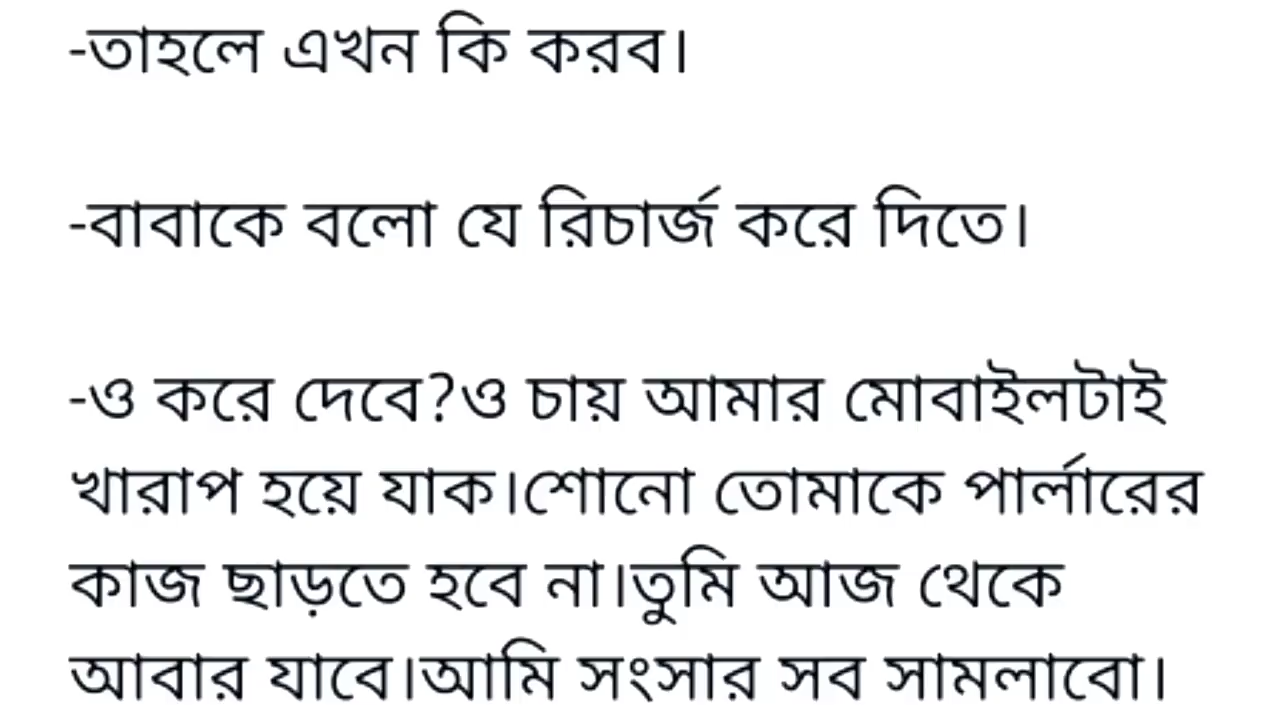 -তাহলে এখন কি করব।
-বাবাকে বলো যে রিচার্জ করে দিতে।
-ও করে দেবে?ও চায় আমার মোবাইলটাই
খারাপ হয়ে যাক।শোনো তোমাকে পার্লারের
কাজ ছাড়তে হবে না।তুমি আজ থেকে
আবার যাবে।আমি সংসার সব সামলাবো।